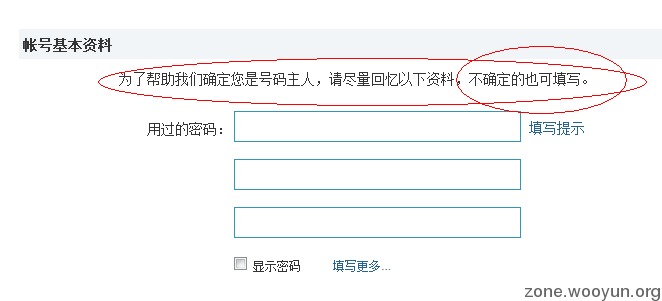 帐号基本资料
为了帮助我们确定您是号码主人，请尽量回忆以下资料，不确定的也可填写。
用过的密码： 填写提示
显示密码 填写更多...
zone.wooyun.org